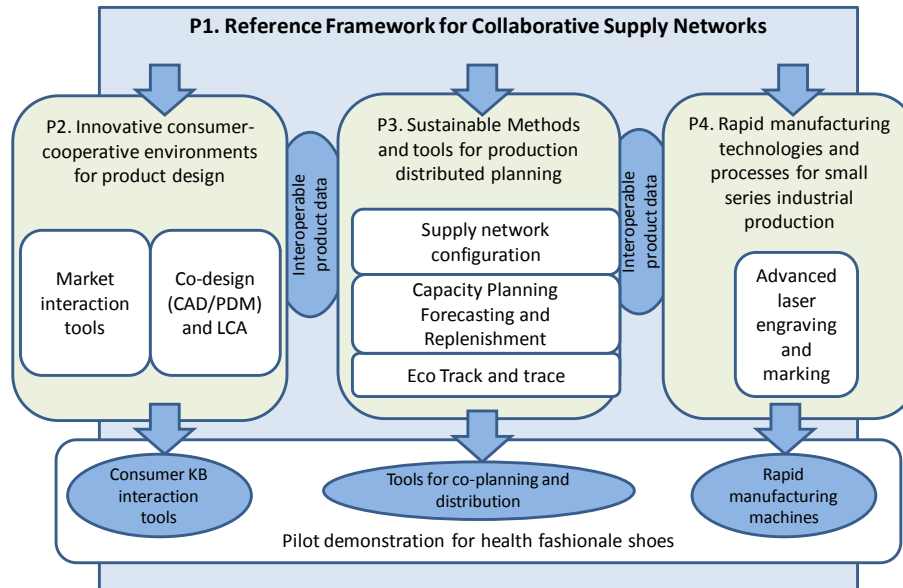 P1. Reference Framework for Collaborative Supply Networks
P2. Innovative consumer-
cooperative environments
for product design
Market
interaction
tools
Co-design
(CAD/PDM)
and LCA
Interoperable
product data
P3. Sustainable Methods
and tools for production
distributed planning
Supply network
configuration
Capacity Planning
Forecasting and
Replenishment
Eco Track and trace
Interoperable
product data
P4. Rapid manufacturing
technologies and
processes for small
series industrial
production
Advanced
laser
engraving
and
marking
Consumer KB
interaction
tools
Tools for co-planning and
distribution
Rapid
manufacturing
machines
Pilot demonstration for health fashionale shoes